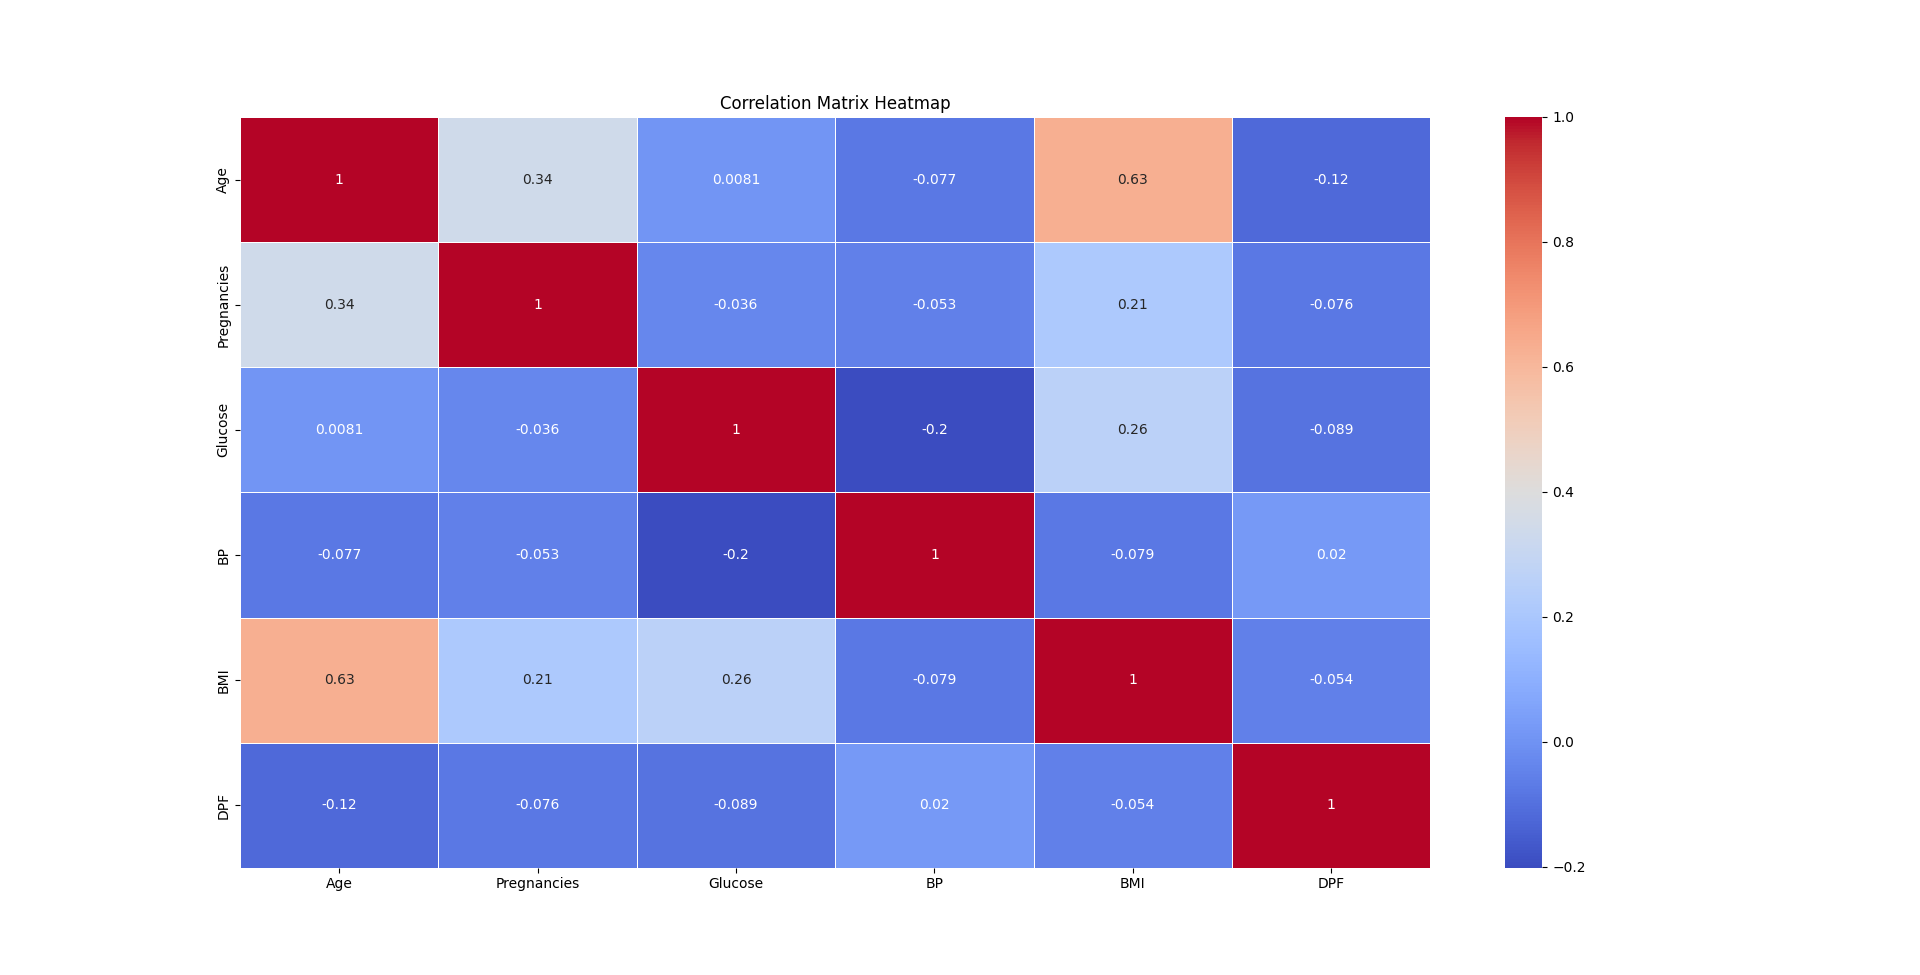 Correlation Matrix Heatmap
Age 1 0.34 0.0081 -0.077 0.63 -0.12
Pregnancies 0.34 1 -0.036 -0.053 0.21 -0.076
Glucose 0.0081 -0.036 1 -0.2 0.26 -0.089
BP -0.077 -0.053 -0.2 1 -0.079 0.02
BMI 0.63 0.21 0.26 -0.079 1 -0.054
DPF -0.12 -0.076 -0.089 0.02 -0.054 1
Age Pregnancies Glucose BP BMI DPF
1.0
0.8
0.6
0.4
0.2
0.0
−0.2